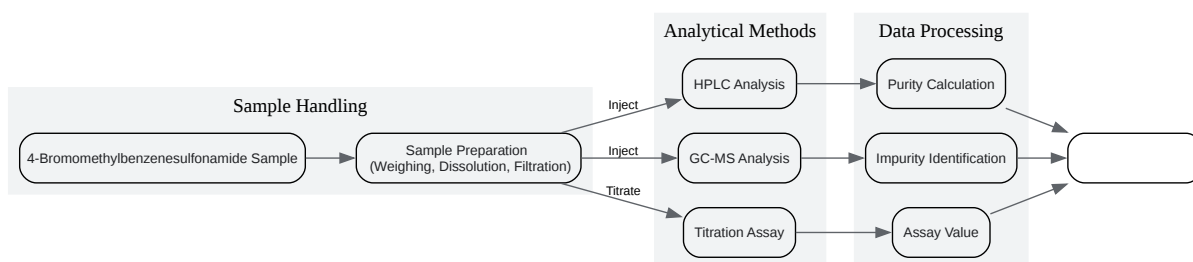 Analytical Methods
Data Processing
HPLC Analysis
Purity Calculation
Sample Handling
Inject
4-Bromomethylbenzenesulfonamide Sample
Sample Preparation
(Weighing, Dissolution, Filtration)
Inject
GC-MS Analysis
Impurity Identification
Titrate
Titration Assay
Assay Value